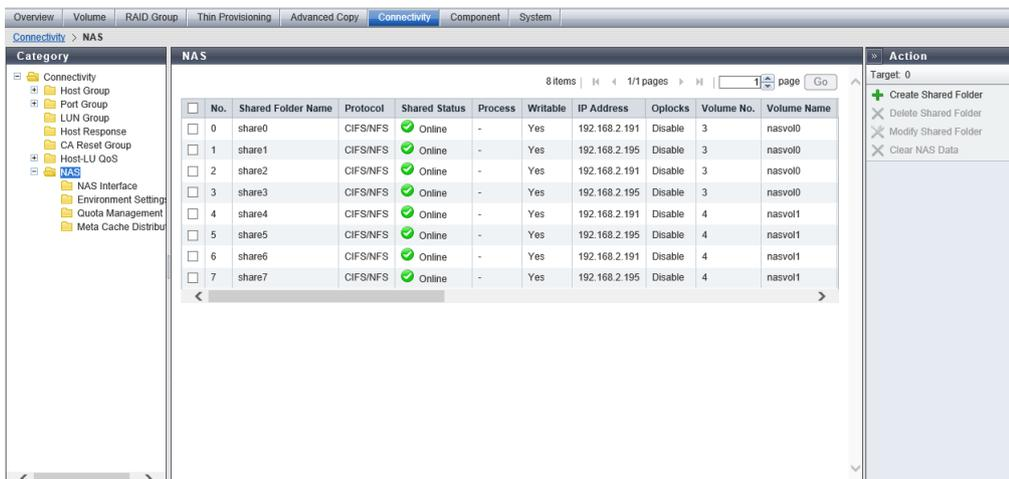 Overview Volume RAID Group Thin Provisioning Advanced Copy Connectivity Component System
Connectivity > NAS
Category
Connectivity
Host Group
Port Group
LUN Group
Host Response
CA Reset Group
Host-LU QoS
NAS
NAS Interface
Environment Settings
Quota Management
Meta Cache Distribu
NAS
8 items | 1/1 pages | 1 page Go
No. Shared Folder Name Protocol Shared Status Process Writable IP Address Oplocks Volume No. Volume Name
0 share0 CIFS/NFS Online - Yes 192.168.2.191 Disable 3 nasvol0
1 share1 CIFS/NFS Online - Yes 192.168.2.195 Disable 3 nasvol0
2 share2 CIFS/NFS Online - Yes 192.168.2.191 Disable 3 nasvol0
3 share3 CIFS/NFS Online - Yes 192.168.2.195 Disable 3 nasvol0
4 share4 CIFS/NFS Online - Yes 192.168.2.191 Disable 4 nasvol1
5 share5 CIFS/NFS Online - Yes 192.168.2.195 Disable 4 nasvol1
6 share6 CIFS/NFS Online - Yes 192.168.2.191 Disable 4 nasvol1
7 share7 CIFS/NFS Online - Yes 192.168.2.195 Disable 4 nasvol1
» Action
Target: 0
Create Shared Folder
Delete Shared Folder
Modify Shared Folder
Clear NAS Data